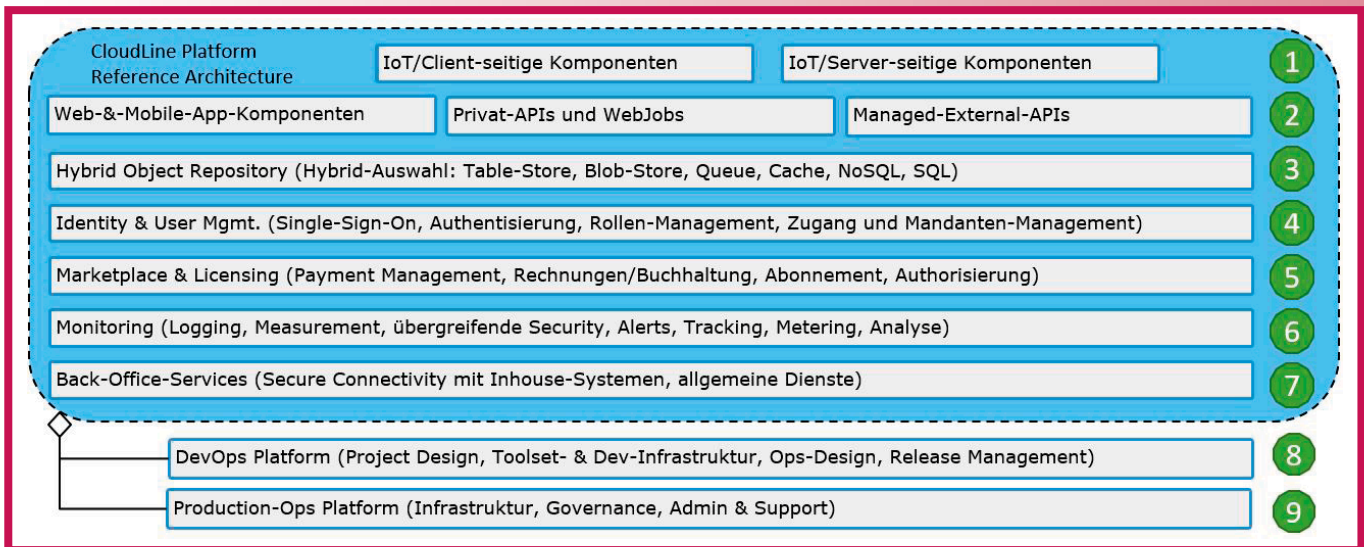 CloudLine Platform
Reference Architecture
IoT/Client-seitige Komponenten
IoT/Server-seitige Komponenten
1
Web-&-Mobile-App-Komponenten
Privat-APIs und WebJobs
Managed-External-APIs
2
Hybrid Object Repository (Hybrid-Auswahl: Table-Store, Blob-Store, Queue, Cache, NoSQL, SQL)
3
Identity & User Mgmt. (Single-Sign-On, Authentisierung, Rollen-Management, Zugang und Mandanten-Management)
4
Marketplace & Licensing (Payment Management, Rechnungen/Buchhaltung, Abonnement, Authorisierung)
5
Monitoring (Logging, Measurement, übergreifende Security, Alerts, Tracking, Metering, Analyse)
6
Back-Office-Services (Secure Connectivity mit Inhouse-Systemen, allgemeine Dienste)
7
DevOps Platform (Project Design, Toolset- & Dev-Infrastruktur, Ops-Design, Release Management)
8
Production-Ops Platform (Infrastruktur, Governance, Admin & Support)
9